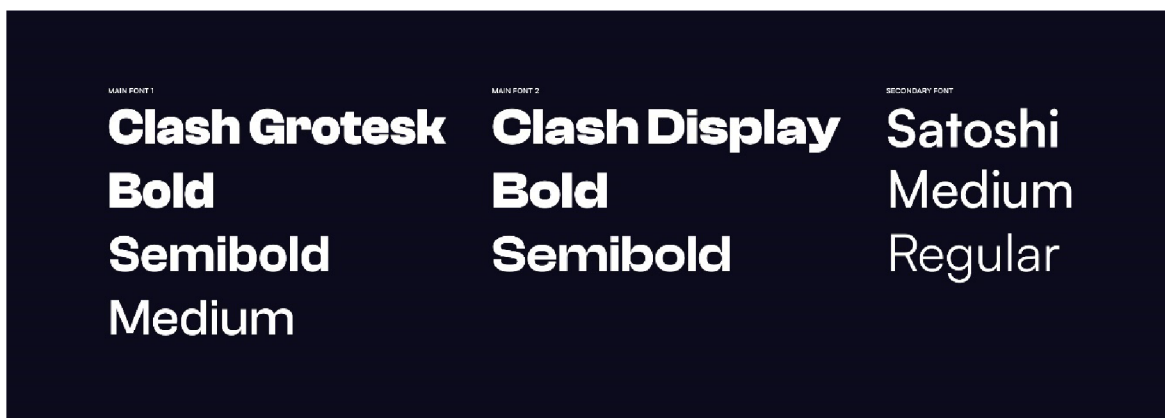 MAIN FONT 1
Clash Grotesk
Bold
Semibold
Medium
MAIN FONT 2
Clash Display
Bold
Semibold
SECONDARY FONT
Satoshi
Medium
Regular